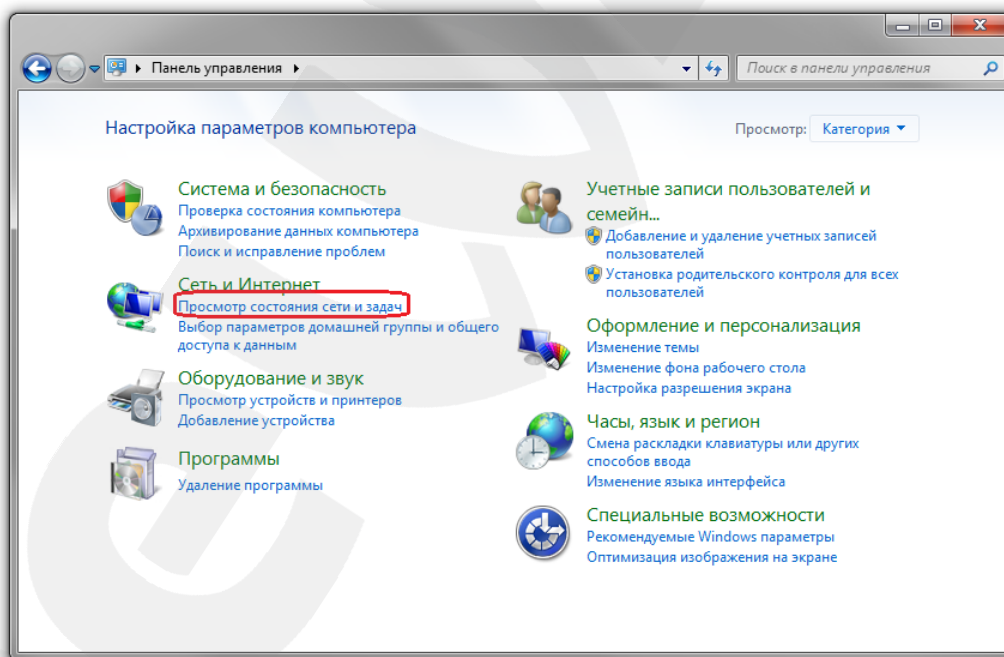 Панель управления
Поиск в панели управления
Настройка параметров компьютера
Просмотр: Категория
Система и безопасность
Проверка состояния компьютера
Архивирование данных компьютера
Поиск и исправление проблем
Сеть и Интернет
Просмотр состояния сети и задач
Выбор параметров домашней группы и общего
доступа к данным
Оборудование и звук
Просмотр устройств и принтеров
Добавление устройства
Программы
Удаление программы
Учетные записи пользователей и
семейн...
Добавление и удаление учетных записей
пользователей
Установка родительского контроля для всех
пользователей
Оформление и персонализация
Изменение темы
Изменение фона рабочего стола
Настройка разрешения экрана
Часы, язык и регион
Смена раскладки клавиатуры или других
способов ввода
Изменение языка интерфейса
Специальные возможности
Рекомендуемые Windows параметры
Оптимизация изображения на экране